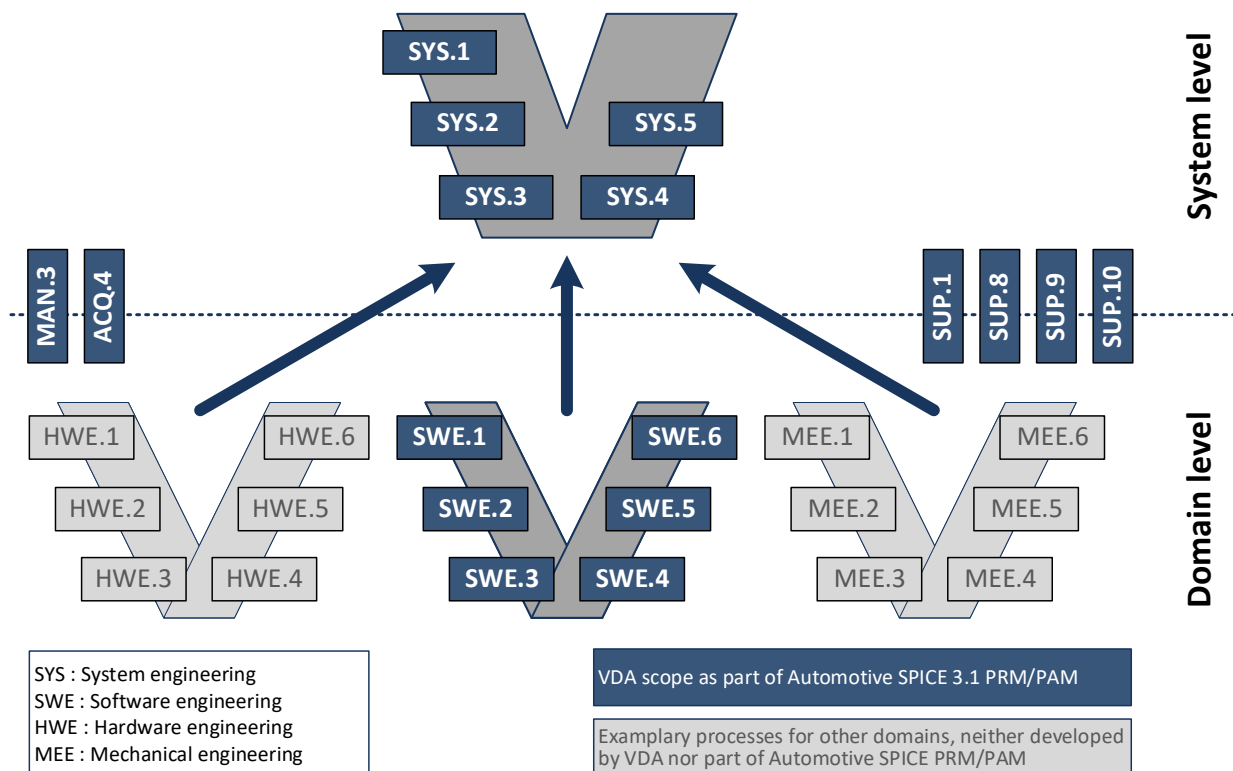 SYS.1
SYS.2
SYS.5
SYS.3
SYS.4
System level
MAN.3
ACQ.4
SUP.1
SUP.8
SUP.9
SUP.10
HWE.1
HWE.6
HWE.2
HWE.5
HWE.3
HWE.4
SWE.1
SWE.6
SWE.2
SWE.5
SWE.3
SWE.4
MEE.1
MEE.6
MEE.2
MEE.5
MEE.3
MEE.4
Domain level
SYS : System engineering
SWE : Software engineering
HWE : Hardware engineering
MEE : Mechanical engineering
VDA scope as part of Automotive SPICE 3.1 PRM/PAM
Examplary processes for other domains, neither developed
by VDA nor part of Automotive SPICE PRM/PAM